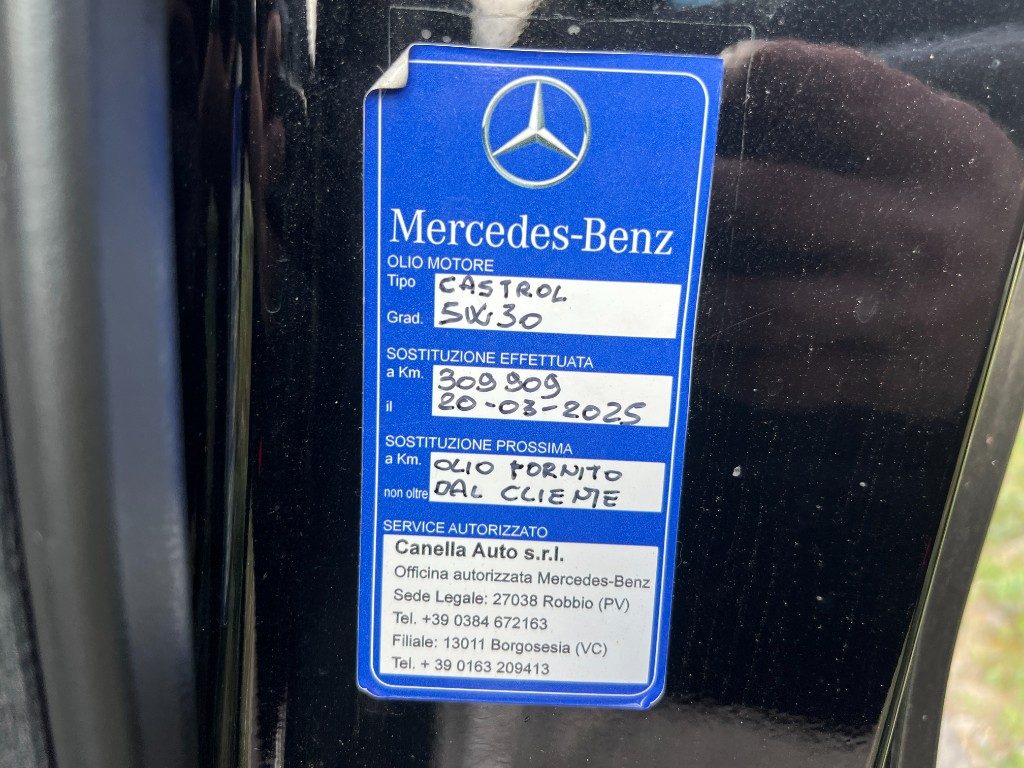 Mercedes-Benz
OLIO MOTORE
Tipo CASTROL
Grad. 5W30
SOSTITUZIONE EFFETTUATA
a Km. 309909
il 20-03-2025
SOSTITUZIONE PROSSIMA
a Km. OLIO FORNITO
non oltre DAL CLIENTE
SERVICE AUTORIZZATO
Canella Auto s.r.l.
Officina autorizzata Mercedes-Benz
Sede Legale: 27038 Robbio (PV)
Tel. +39 0384 672163
Filiale: 13011 Borgosesia (VC)
Tel. + 39 0163 209413